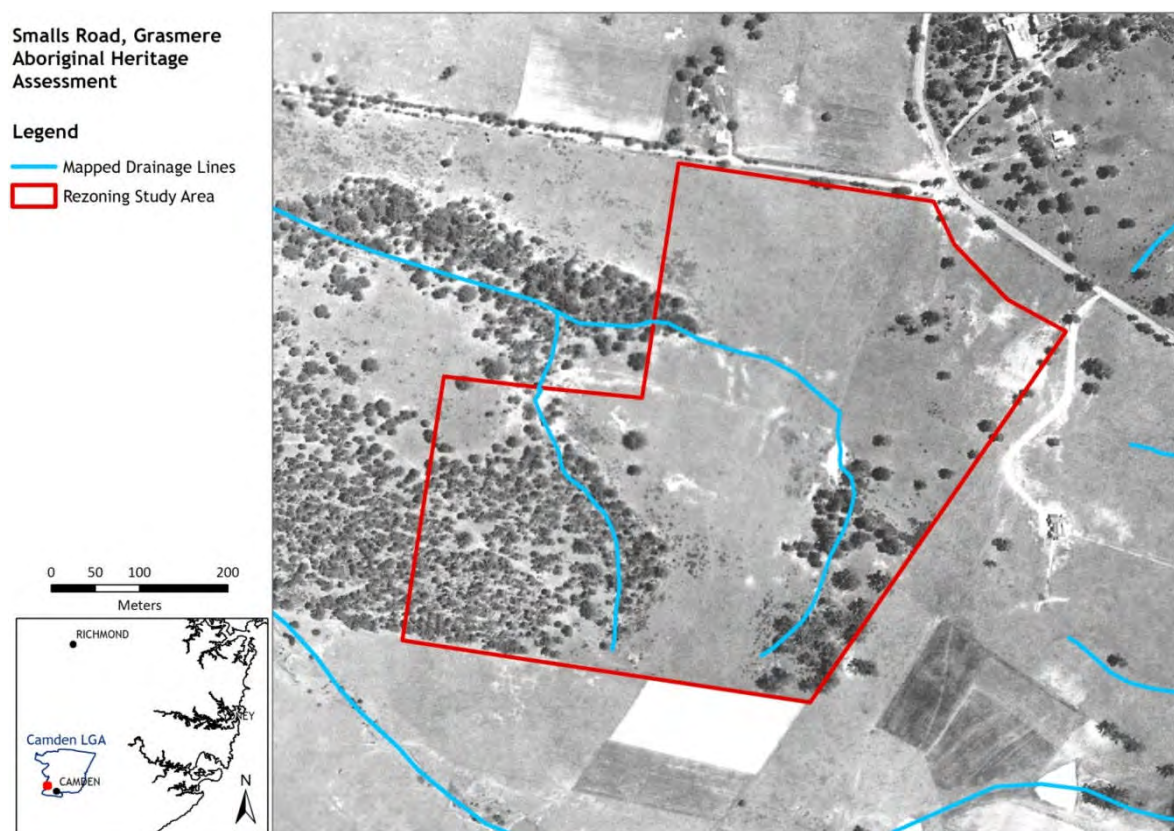 Smalls Road, Grasmere
Aboriginal Heritage
Assessment
Legend
Mapped Drainage Lines
Rezoning Study Area
0 50 100 200
Meters
RICHMOND
Camden LGA
CAMDEN
N